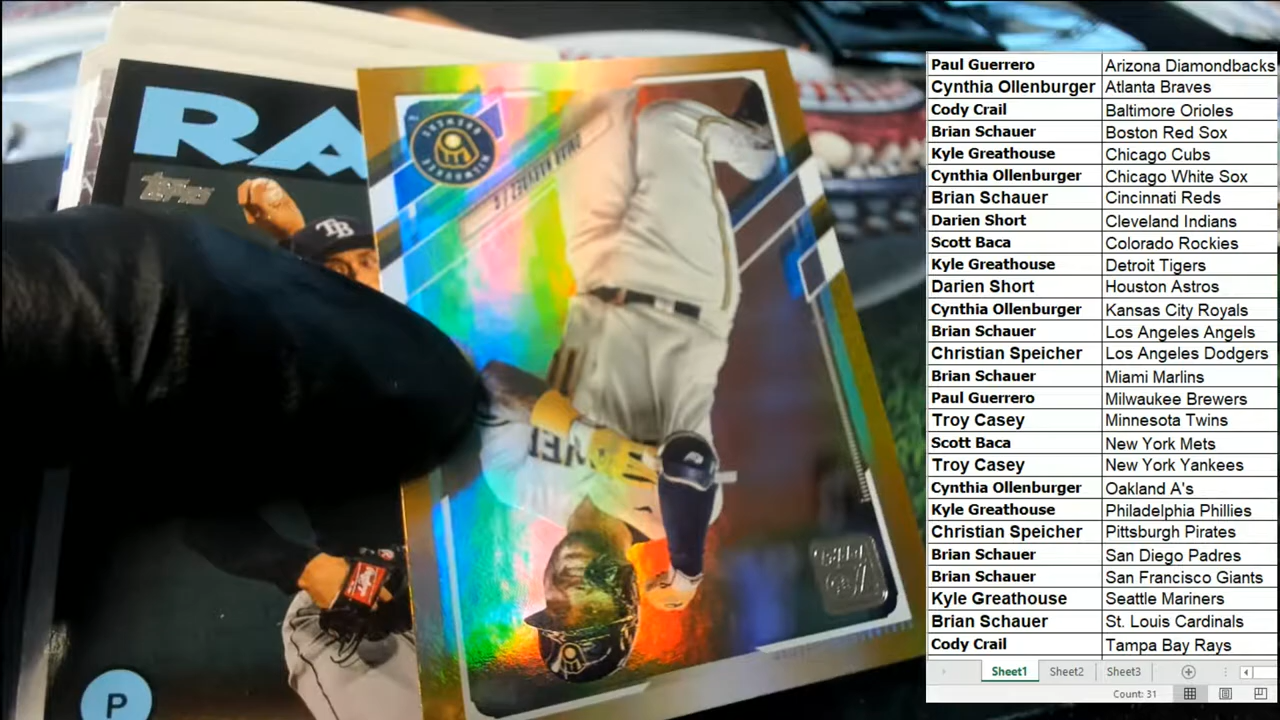 RA
topps
TB
P
MILWAUKEE
BREWERS
OMAR NARVÁEZ / C
Paul Guerrero Arizona Diamondbacks
Cynthia Ollenburger Atlanta Braves
Cody Crail Baltimore Orioles
Brian Schauer Boston Red Sox
Kyle Greathouse Chicago Cubs
Cynthia Ollenburger Chicago White Sox
Brian Schauer Cincinnati Reds
Darien Short Cleveland Indians
Scott Baca Colorado Rockies
Kyle Greathouse Detroit Tigers
Darien Short Houston Astros
Cynthia Ollenburger Kansas City Royals
Brian Schauer Los Angeles Angels
Christian Speicher Los Angeles Dodgers
Brian Schauer Miami Marlins
Paul Guerrero Milwaukee Brewers
Troy Casey Minnesota Twins
Scott Baca New York Mets
Troy Casey New York Yankees
Cynthia Ollenburger Oakland A's
Kyle Greathouse Philadelphia Phillies
Christian Speicher Pittsburgh Pirates
Brian Schauer San Diego Padres
Brian Schauer San Francisco Giants
Kyle Greathouse Seattle Mariners
Brian Schauer St. Louis Cardinals
Cody Crail Tampa Bay Rays
Sheet1 Sheet2 Sheet3
Count: 31